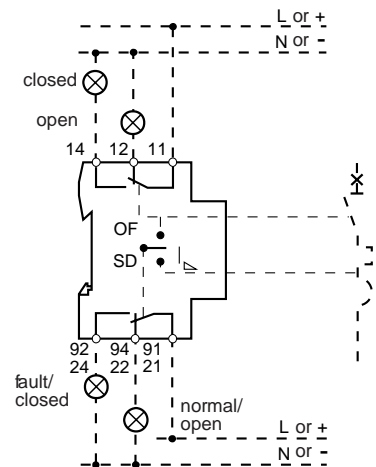 L or +
N or -
closed
open
14 12 11
OF
SD
92 94 91
24 22 21
fault/
closed
normal/
open
L or +
N or -